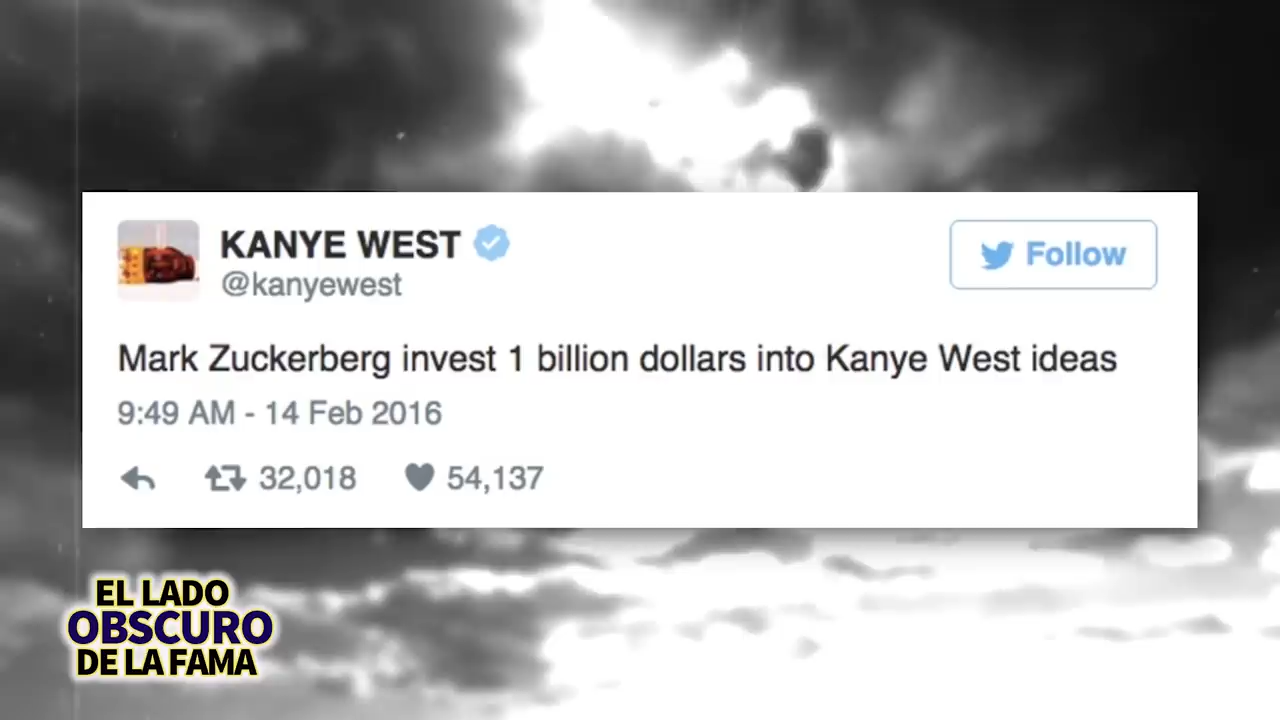 KANYE WEST
@kanyewest
Follow
Mark Zuckerberg invest 1 billion dollars into Kanye West ideas
9:49 AM - 14 Feb 2016
32,018 54,137
EL LADO
OBSCURO
DE LA FAMA